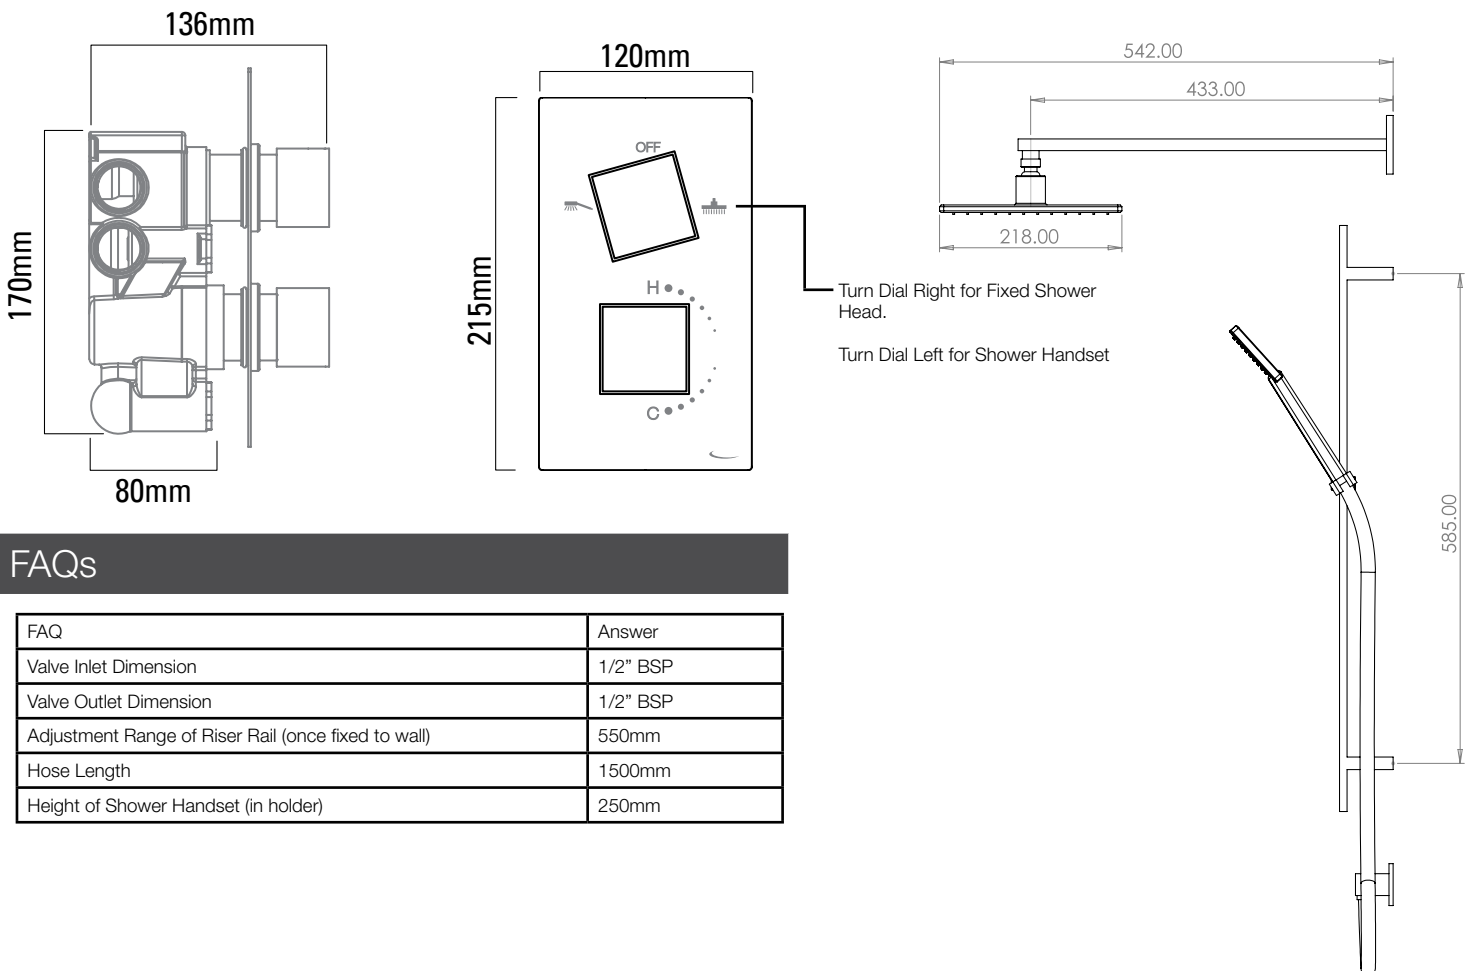 136mm
170mm
80mm
120mm
215mm
OFF
H
C
Turn Dial Right for Fixed Shower
Head.
Turn Dial Left for Shower Handset
542.00
433.00
218.00
585.00
FAQs
FAQ Answer
Valve Inlet Dimension 1/2” BSP
Valve Outlet Dimension 1/2” BSP
Adjustment Range of Riser Rail (once fixed to wall) 550mm
Hose Length 1500mm
Height of Shower Handset (in holder) 250mm